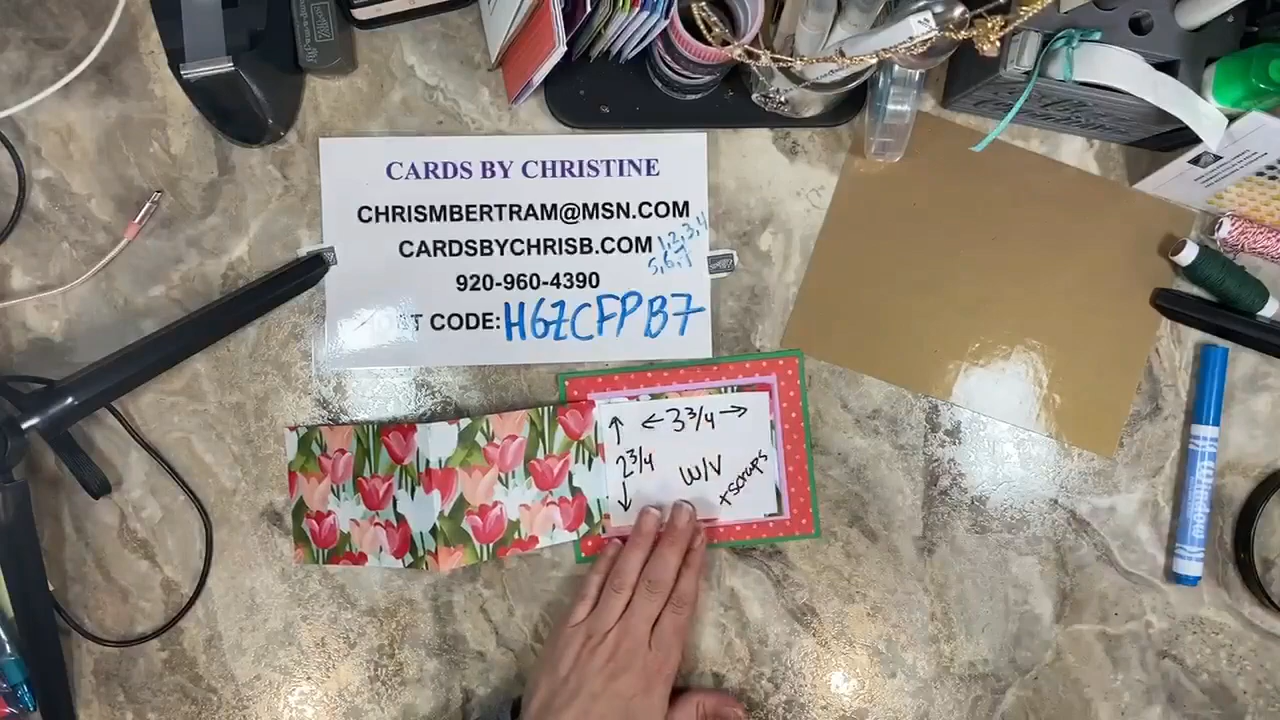 CARDS BY CHRISTINE
CHRISMBERTRAM@MSN.COM
CARDSBYCHRISB.COM 1,2,3,4
5,6,7
920-960-4390
CODE: H6ZCFPB7
↑ ← 3 3/4 →
2 3/4 W/V
↓ + scraps
Window